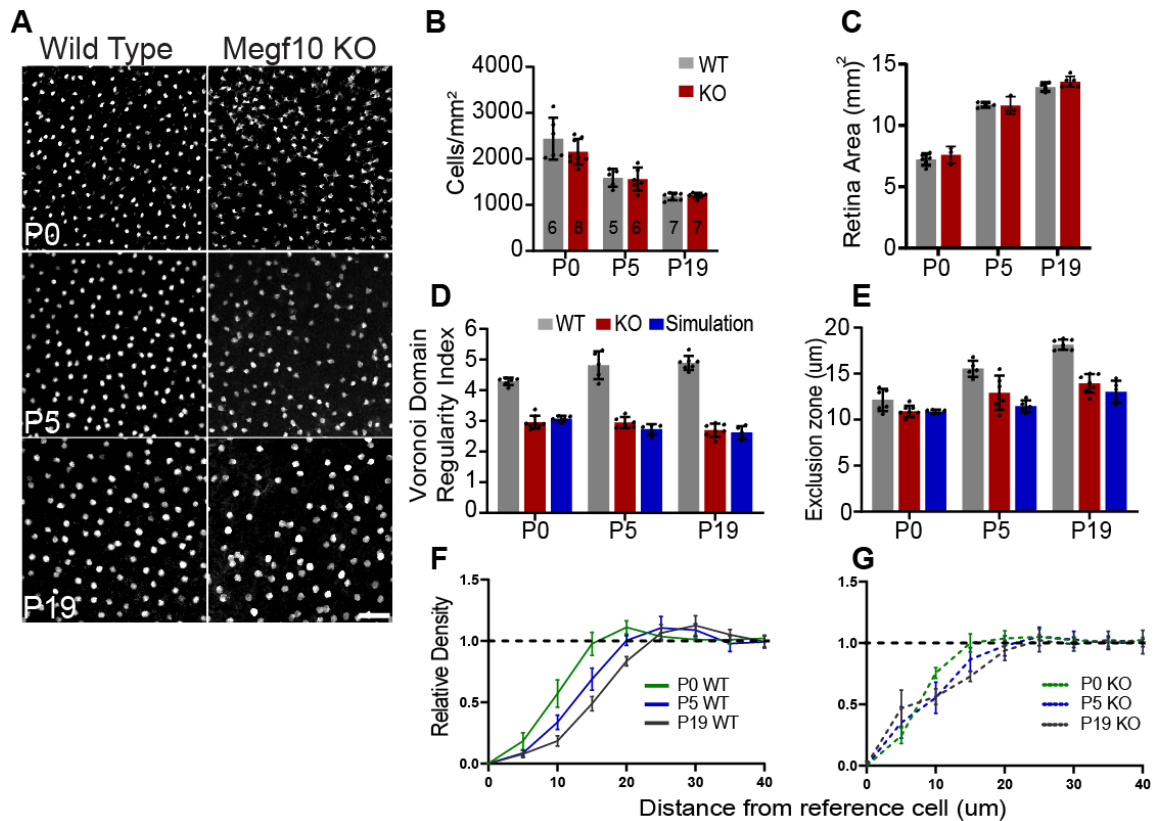 A
Wild Type
Megf10 KO
P0
P5
P19
B
Cells/mm²
4000
3000
2000
1000
0
WT
KO
6
8
5
6
7
7
P0
P5
P19
C
Retina Area (mm)²
15
10
5
0
P0
P5
P19
D
Voronoi Domain
Regularity Index
6
5
4
3
2
1
0
WT
KO
Simulation
P0
P5
P19
E
Exclusion zone (um)
20
15
10
5
0
P0
P5
P19
F
Relative Density
1.5
1.0
0.5
0.0
P0 WT
P5 WT
P19 WT
0
10
20
30
40
G
1.5
1.0
0.5
0.0
P0 KO
P5 KO
P19 KO
0
10
20
30
40
Distance from reference cell (um)